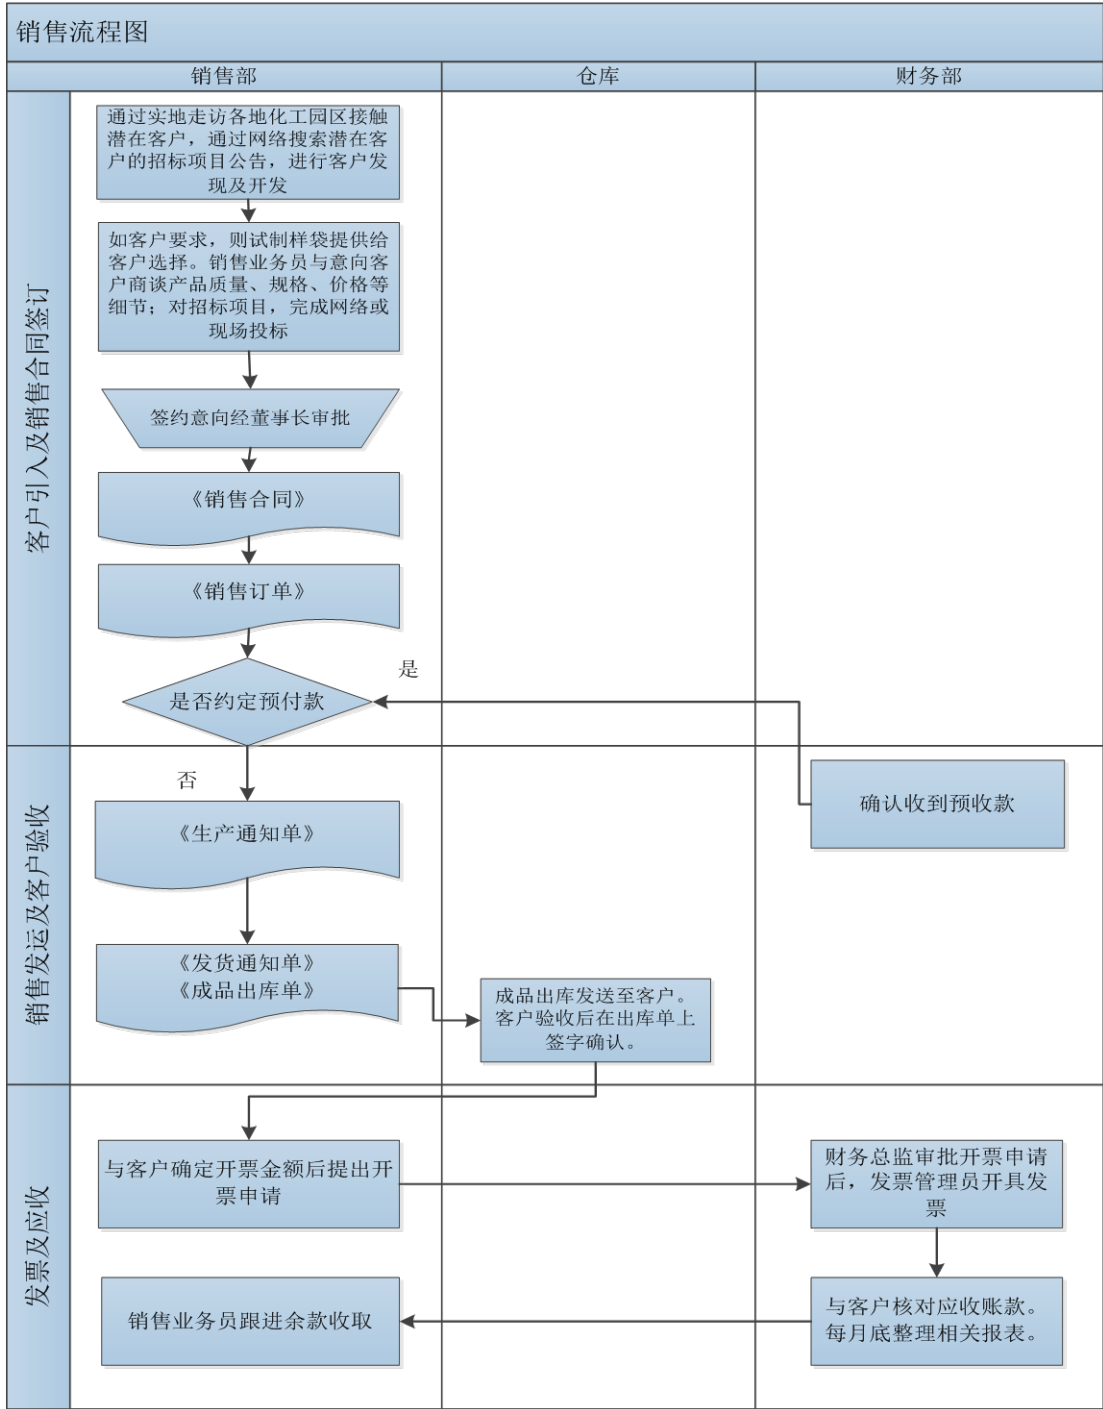 销售流程图
销售部
仓库
财务部
客户引入及销售合同签订
通过实地走访各地化工园区接触
潜在客户，通过网络搜索潜在客
户的招标项目公告，进行客户发
现及开发
如客户要求，则试制样袋提供给
客户选择。销售业务员与意向客
户商谈产品质量、规格、价格等
细节；对招标项目，完成网络或
现场投标
签约意向经董事长审批
《销售合同》
《销售订单》
是否约定预付款
是
销售发运及客户验收
否
确认收到预收款
《生产通知单》
《发货通知单》
《成品出库单》
成品出库发送至客户。
客户验收后在出库单上
签字确认。
发票及应收
与客户确定开票金额后提出开
票申请
财务总监审批开票申请
后，发票管理员开具发
票
与客户核对应收账款。
每月底整理相关报表。
销售业务员跟进余款收取